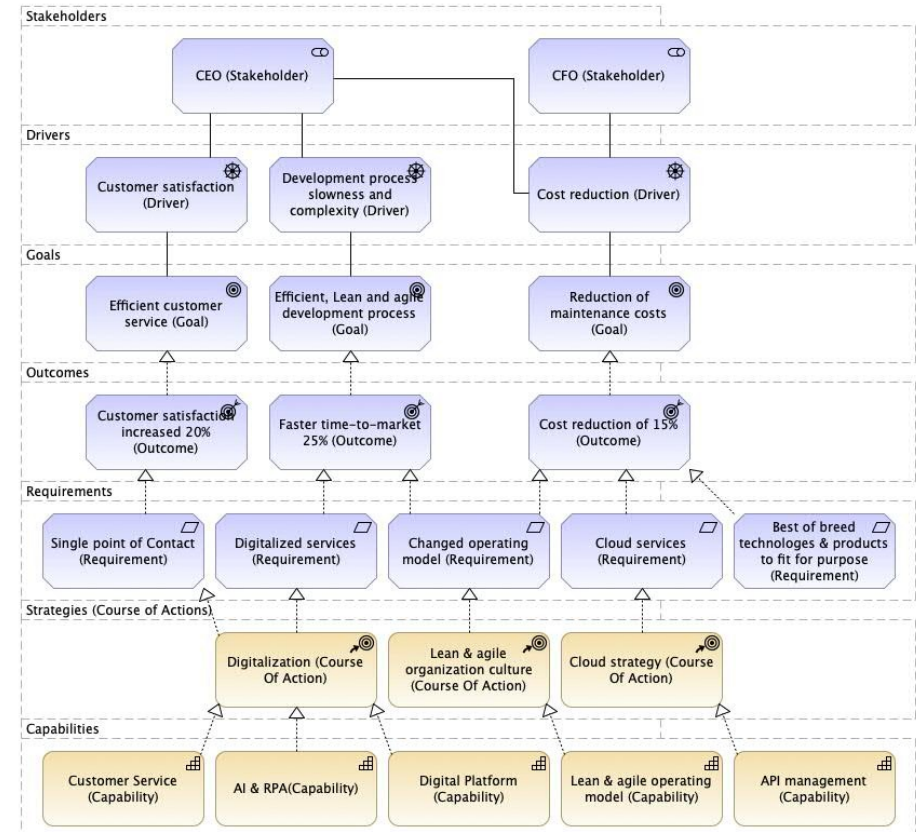 Stakeholders
CEO (Stakeholder)
CFO (Stakeholder)
Drivers
Customer satisfaction
(Driver)
Development process
slowness and
complexity (Driver)
Cost reduction (Driver)
Goals
Efficient customer
service (Goal)
Efficient, Lean and agile
development process
(Goal)
Reduction of
maintenance costs
(Goal)
Outcomes
Customer satisfaction
increased 20%
(Outcome)
Faster time-to-market
25% (Outcome)
Cost reduction of 15%
(Outcome)
Requirements
Single point of Contact
(Requirement)
Digitalized services
(Requirement)
Changed operating
model (Requirement)
Cloud services
(Requirement)
Best of breed
technologes & products
to fit for purpose
(Requirement)
Strategies (Course of Actions)
Digitalization (Course
Of Action)
Lean & agile
organization culture
(Course Of Action)
Cloud strategy (Course
Of Action)
Capabilities
Customer Service
(Capability)
AI & RPA(Capability)
Digital Platform
(Capability)
Lean & agile operating
model (Capability)
API management
(Capability)